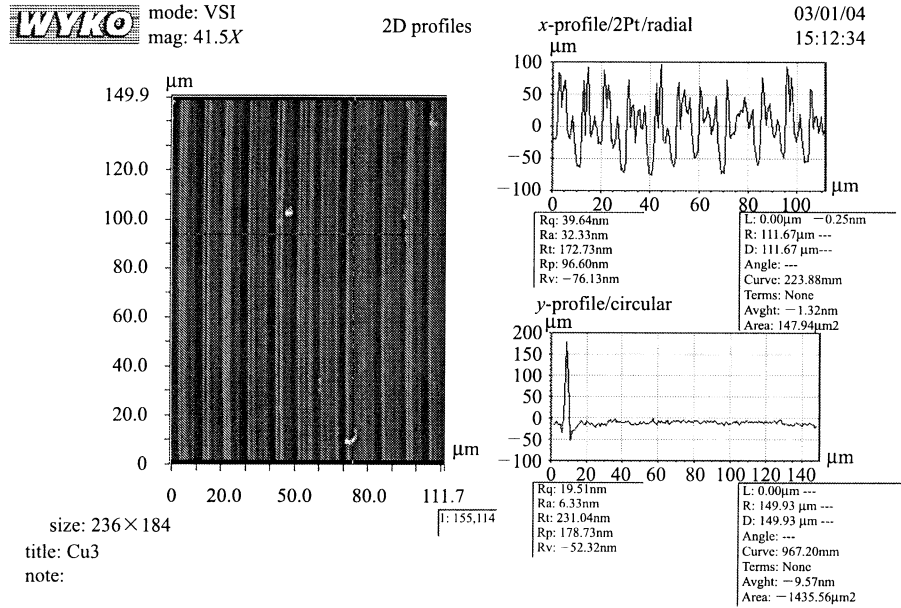 WYKO
mode: VSI
mag: 41.5X
2D profiles
03/01/04
15:12:34
µm
149.9
120.0
100.0
80.0
60.0
40.0
20.0
0
0 20.0 50.0 80.0 111.7
µm
1: 155,114
size: 236×184
title: Cu3
note:
x-profile/2Pt/radial
µm
100
50
0
−50
−100
0 20 40 60 80 100
µm
Rq: 39.64nm
Ra: 32.33nm
Rt: 172.73nm
Rp: 96.60nm
Rv: −76.13nm
L: 0.00µm −0.25nm
R: 111.67µm ---
D: 111.67 µm---
Angle: ---
Curve: 223.88mm
Terms: None
Avght: −1.32nm
Area: 147.94µm2
y-profile/circular
µm
200
150
100
50
0
−50
−100
0 20 40 60 80 100 120 140
µm
Rq: 19.51nm
Ra: 6.33nm
Rt: 231.04nm
Rp: 178.73nm
Rv: −52.32nm
L: 0.00µm ---
R: 149.93 µm ---
D: 149.93 µm ---
Angle: ---
Curve: 967.20mm
Terms: None
Avght: −9.57nm
Area: −1435.56µm2